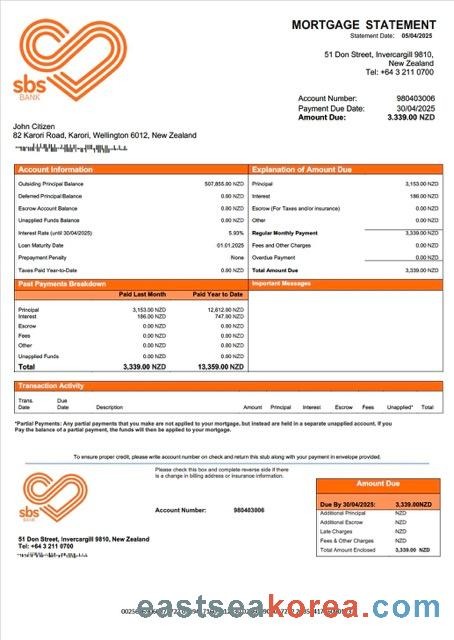 MORTGAGE STATEMENT
Statement Date: 05/04/2025
51 Don Street, Invercargill 9810,
New Zealand
Tel: +64 3 211 0700
sbs
BANK
Account Number: 980403006
Payment Due Date: 30/04/2025
Amount Due: 3.339.00 NZD
John Citizen
82 Karori Road, Karori, Wellington 6012, New Zealand
Account Information
Outsiding Principal Balance 507,855.00 NZD
Deferred Principal Balance 0.00 NZD
Escrow Account Balance 0.00 NZD
Unapplied Funds Balance 0.00 NZD
Interest Rate (until 30/04/2025) 5.93%
Loan Maturity Date 01.01.2025
Prepayment Penalty None
Taxes Paid Year-to-Date 0.00 NZD
Explanation of Amount Due
Principal 3,153.00 NZD
Interest 186.00 NZD
Escrow (For Taxes and/or insurance) 0.00 NZD
Other 0.00 NZD
Regular Monthly Payment 3,339.00 NZD
Fees and Other Charges 0.00 NZD
Overdue Payment 0.00 NZD
Total Amount Due 3,339.00 NZD
Past Payments Breakdown
Paid Last Month Paid Year to Date
Principal 3,153.00 NZD 12,612.00 NZD
Interest 186.00 NZD 747.00 NZD
Escrow 0.00 NZD 0.00 NZD
Fees 0.00 NZD 0.00 NZD
Other 0.00 NZD 0.00 NZD
Unapplied Funds 0.00 NZD 0.00 NZD
Total 3,339.00 NZD 13,359.00 NZD
Important Messages
Transaction Activity
Trans. Date Due Date Description Amount Principal Interest Escrow Fees Unapplied* Total
*Partial Payments: Any partial payments that you make are not applied to your mortgage, but instead are held in a separate unapplied account. If you
Pay the balance of a partial payment, the funds will then be applied to your mortgage.
To ensure proper credit, please write account number on check and return this stub along with your payment in envelope provided.
Please check this box and complete reverse side if there
is a change in billing address or insurance information.
sbs
BANK
Account Number: 980403006
51 Don Street, Invercargill 9810, New Zealand
Tel: +64 3 211 0700
Amount Due
Due By 30/04/2025: 3,339.00NZD
Additional Principal NZD
Additional Escrow NZD
Late Charges NZD
Fees & Other Charges NZD
Total Amount Enclosed 3,339.00 NZD
eastseakorea.com